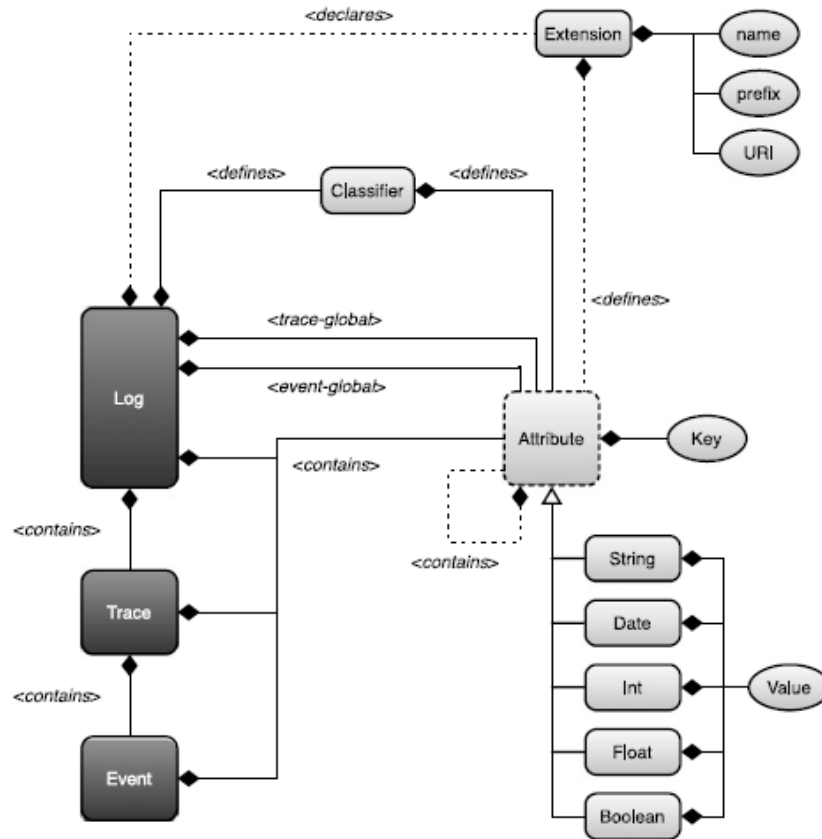 <declares>
Extension
name
prefix
URI
<defines>
Classifier
<defines>
<defines>
<trace-global>
<event-global>
Log
Attribute
Key
<contains>
<contains>
<contains>
String
Trace
Date
<contains>
Int
Value
Event
Float
Boolean